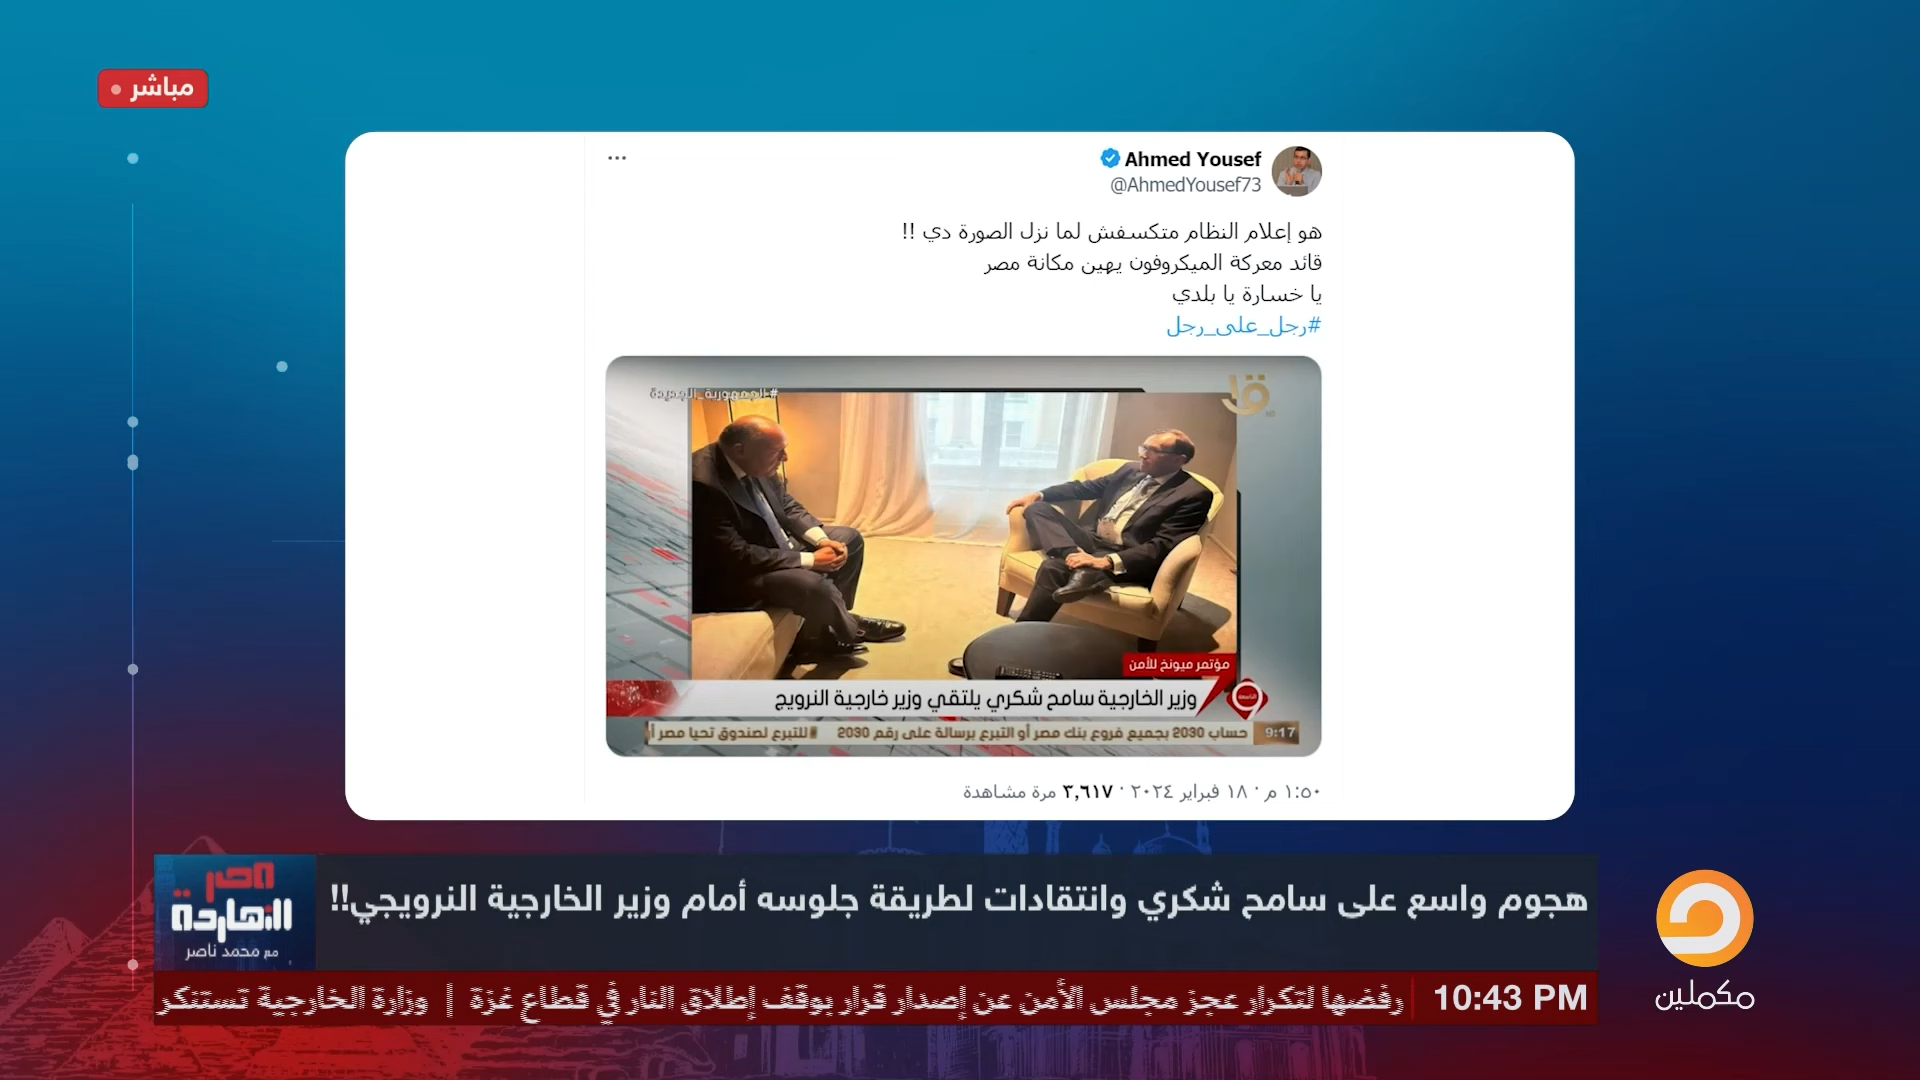 مباشر
Ahmed Yousef
@AhmedYousef73
هو إعلام النظام متكسفش لما نزل الصورة دي !!
قائد معركة الميكروفون يهين مكانة مصر
يا خسارة يا بلدي
#رجل_على_رجل
#الجمهورية_الجديدة
مؤتمر ميونخ للأمن
وزير الخارجية سامح شكري يلتقي وزير خارجية النرويج
9:17 حساب 2030 بجميع فروع بنك مصر أو التبرع برسالة على رقم 2030 للتبرع لصندوق تحيا مصر
١:٥٠ م · ١٨ فبراير ٢٠٢٤ · ٣,٦١٧ مرة مشاهدة
هجوم واسع على سامح شكري وانتقادات لطريقة جلوسه أمام وزير الخارجية النرويجي!!
مصر
النهاردة
مع محمد ناصر
10:43 PM رفضها لتكرار عجز مجلس الأمن عن إصدار قرار بوقف إطلاق النار في قطاع غزة | وزارة الخارجية تستنكر
مكملين